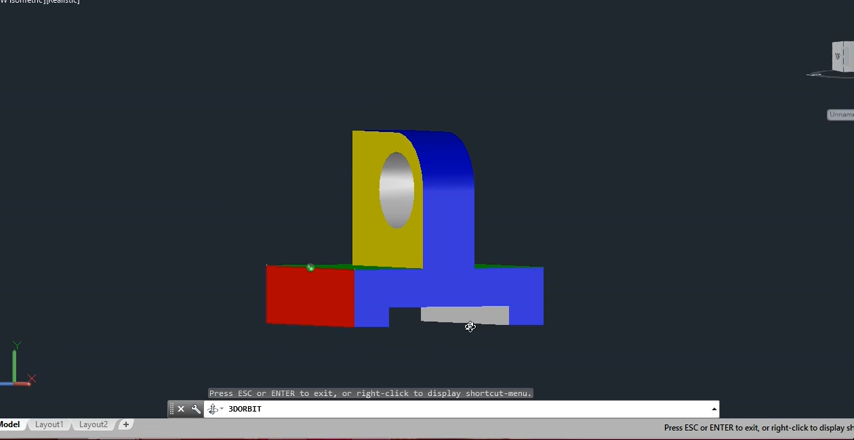 W Isometric][Realistic]
Unname
Y
X
Press ESC or ENTER to exit, or right-click to display shortcut-menu.
3DORBIT
Model Layout1 Layout2 +
Press ESC or ENTER to exit, or right-click to display sh